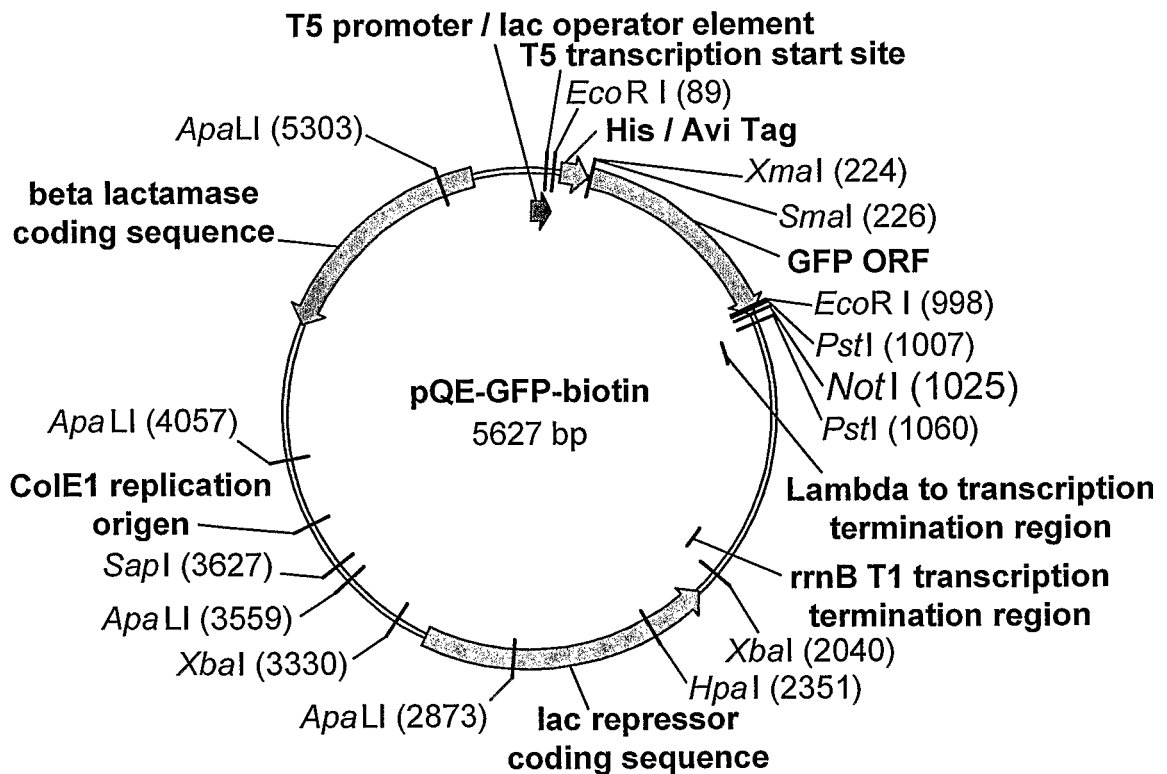 T5 promoter / lac operator element
T5 transcription start site
EcoR I (89)
His / Avi Tag
ApaLI (5303)
XmaI (224)
beta lactamase
coding sequence
SmaI (226)
GFP ORF
EcoR I (998)
PstI (1007)
NotI (1025)
PstI (1060)
pQE-GFP-biotin
5627 bp
ApaLI (4057)
ColE1 replication
origen
Lambda to transcription
termination region
SapI (3627)
rrnB T1 transcription
termination region
ApaLI (3559)
XbaI (3330)
XbaI (2040)
HpaI (2351)
ApaLI (2873)
lac repressor
coding sequence